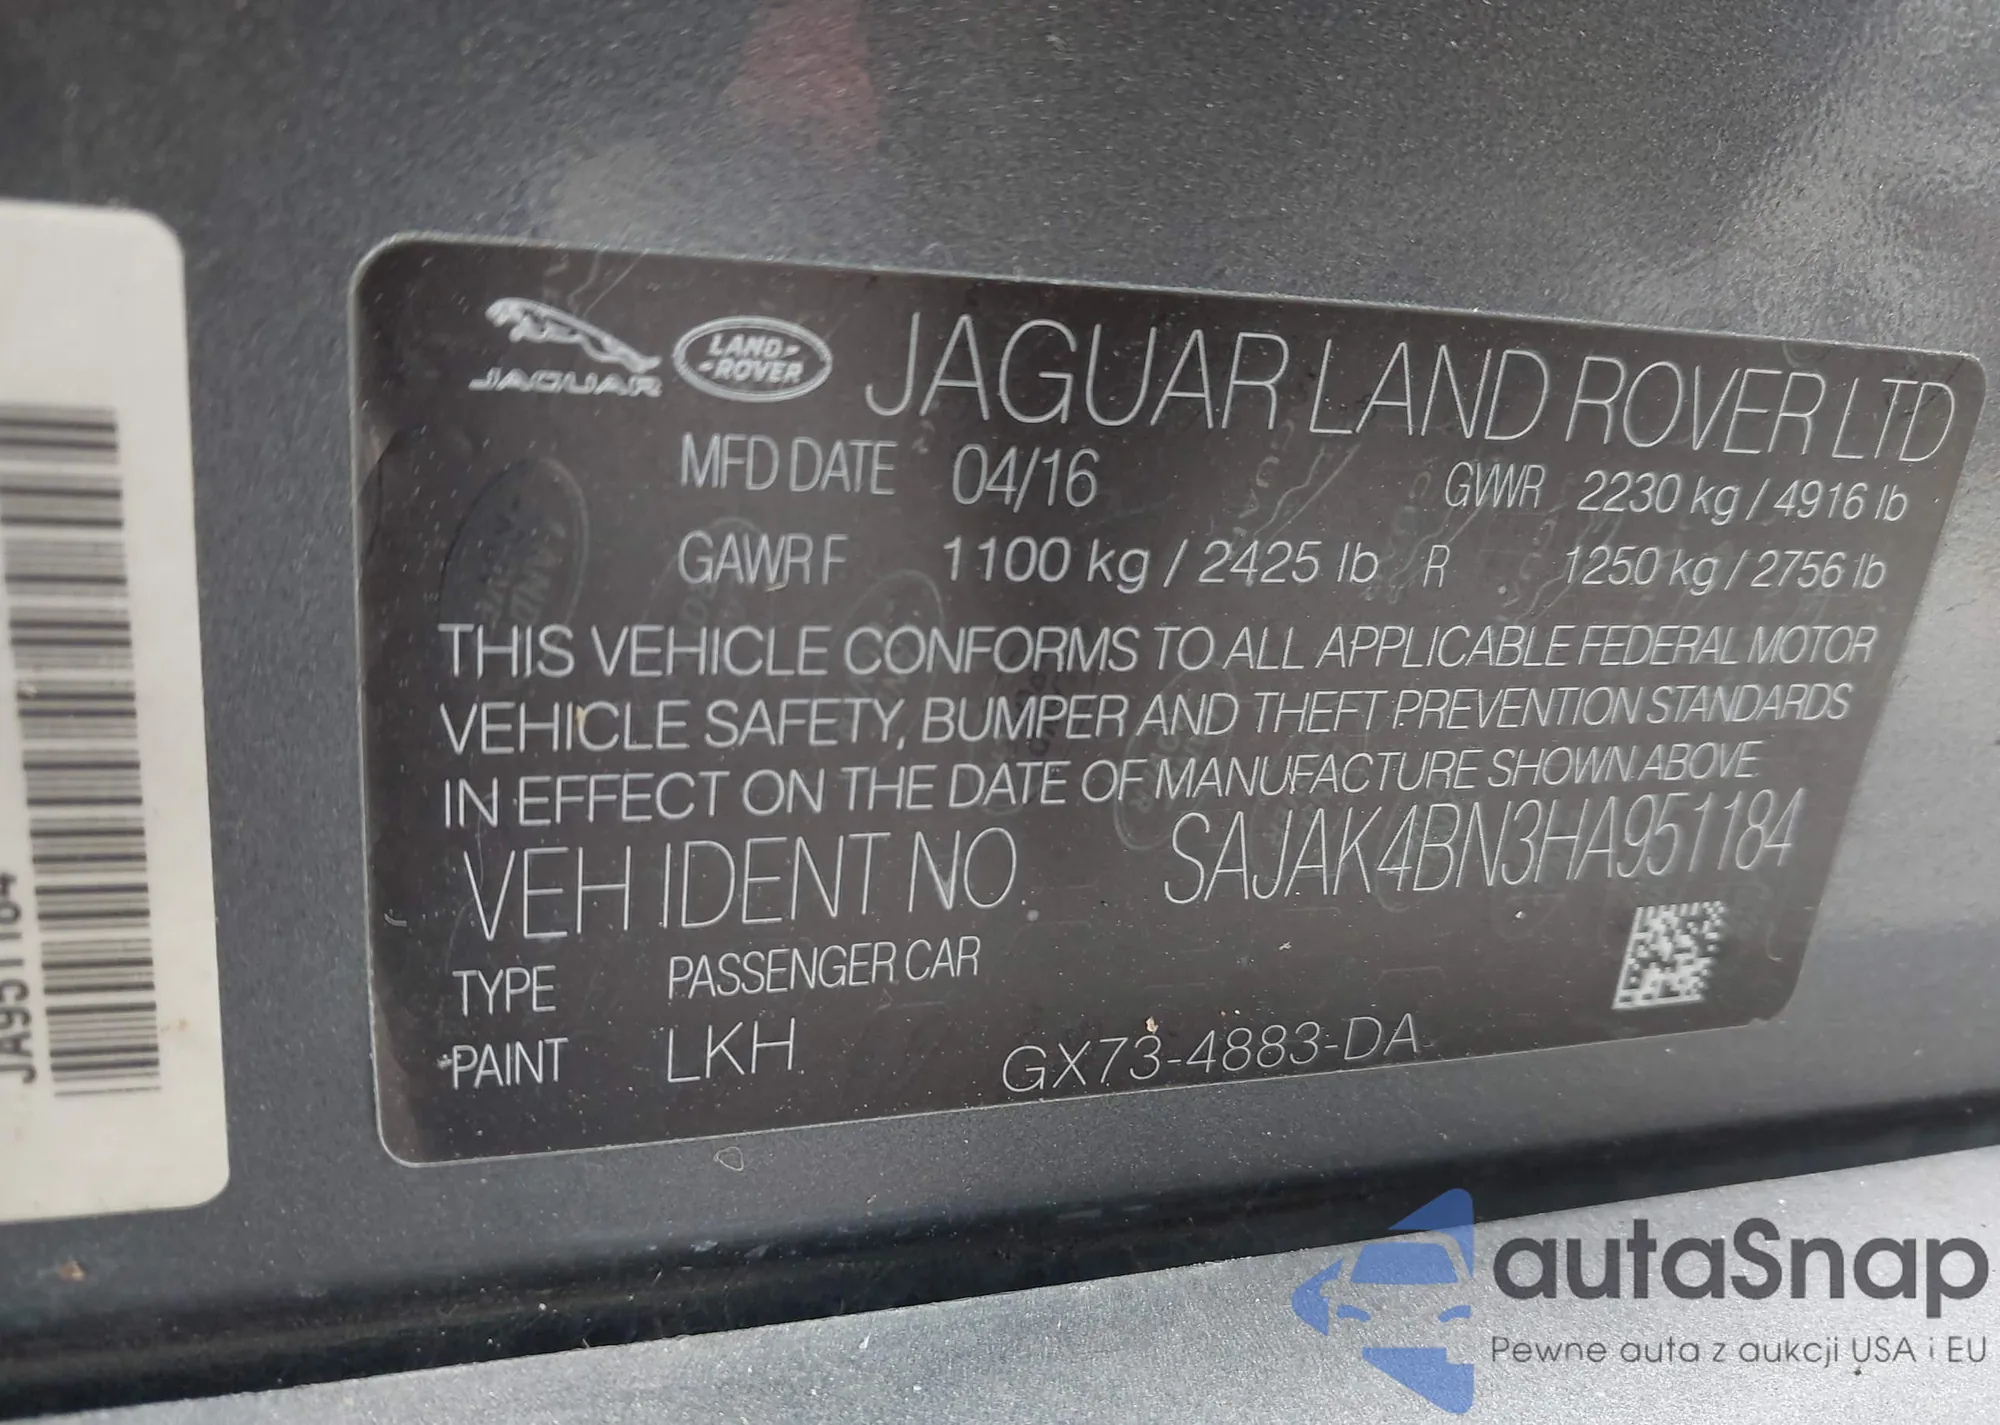 JAGUAR LAND-ROVER JAGUAR LAND ROVER LTD
MFD DATE 04/16 GVWR 2230 kg / 4916 lb
GAWR F 1100 kg / 2425 lb R 1250 kg / 2756 lb
THIS VEHICLE CONFORMS TO ALL APPLICABLE FEDERAL MOTOR
VEHICLE SAFETY, BUMPER AND THEFT PREVENTION STANDARDS
IN EFFECT ON THE DATE OF MANUFACTURE SHOWN ABOVE
VEH IDENT NO SAJAK4BN3HA951184
TYPE PASSENGER CAR
PAINT LKH GX73-4883-DA
JA951184
autaSnap
Pewne auta z aukcji USA i EU